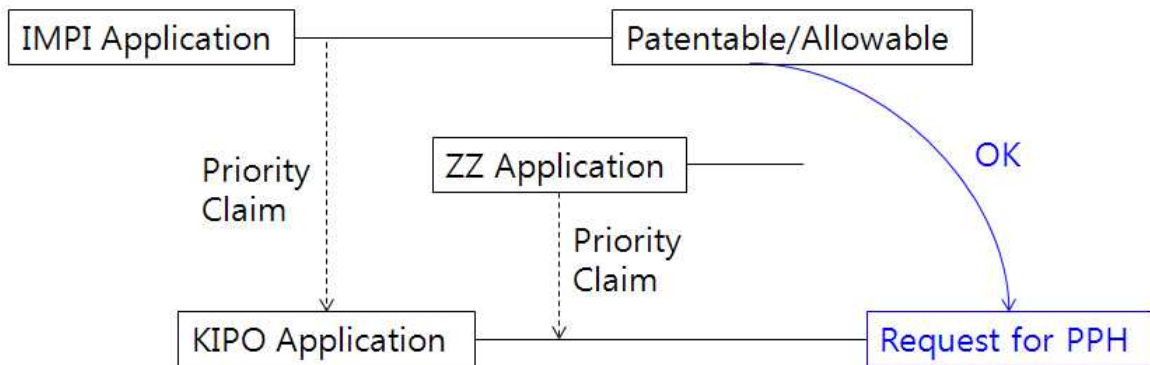 IMPI Application
Patentable/Allowable
OK
Priority
Claim
ZZ Application
Priority
Claim
KIPO Application
Request for PPH